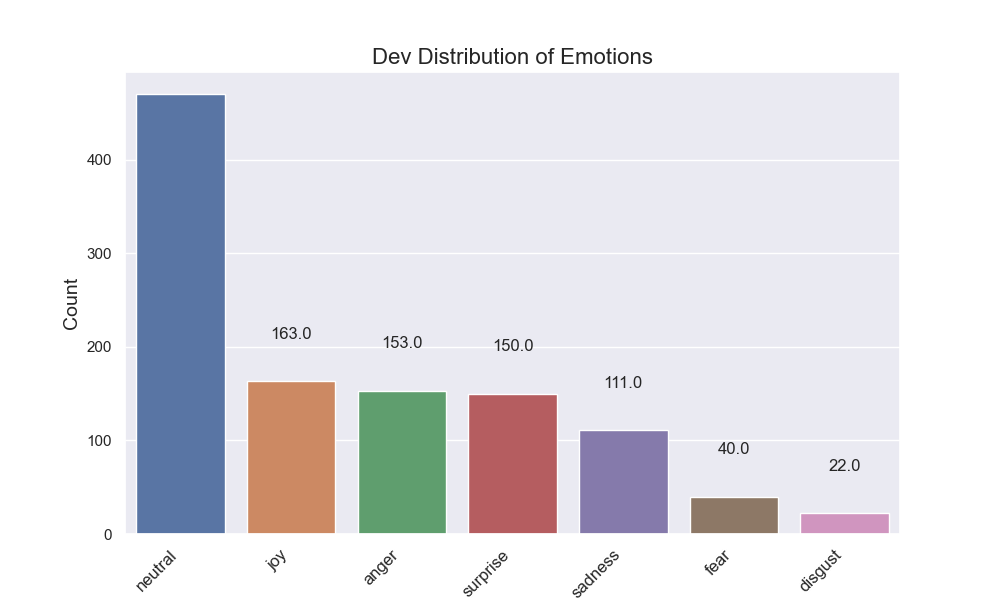 Dev Distribution of Emotions
Count
400
300
200
100
0
163.0
153.0
150.0
111.0
40.0
22.0
neutral
joy
anger
surprise
sadness
fear
disgust